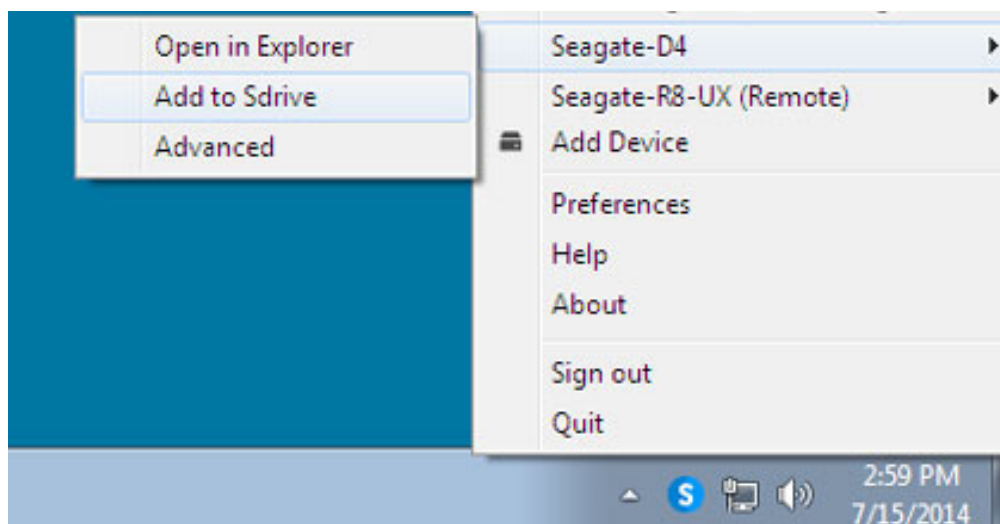 Open in Explorer
Add to Sdrive
Advanced
Seagate-D4
Seagate-R8-UX (Remote)
Add Device
Preferences
Help
About
Sign out
Quit
S
2:59 PM
7/15/2014